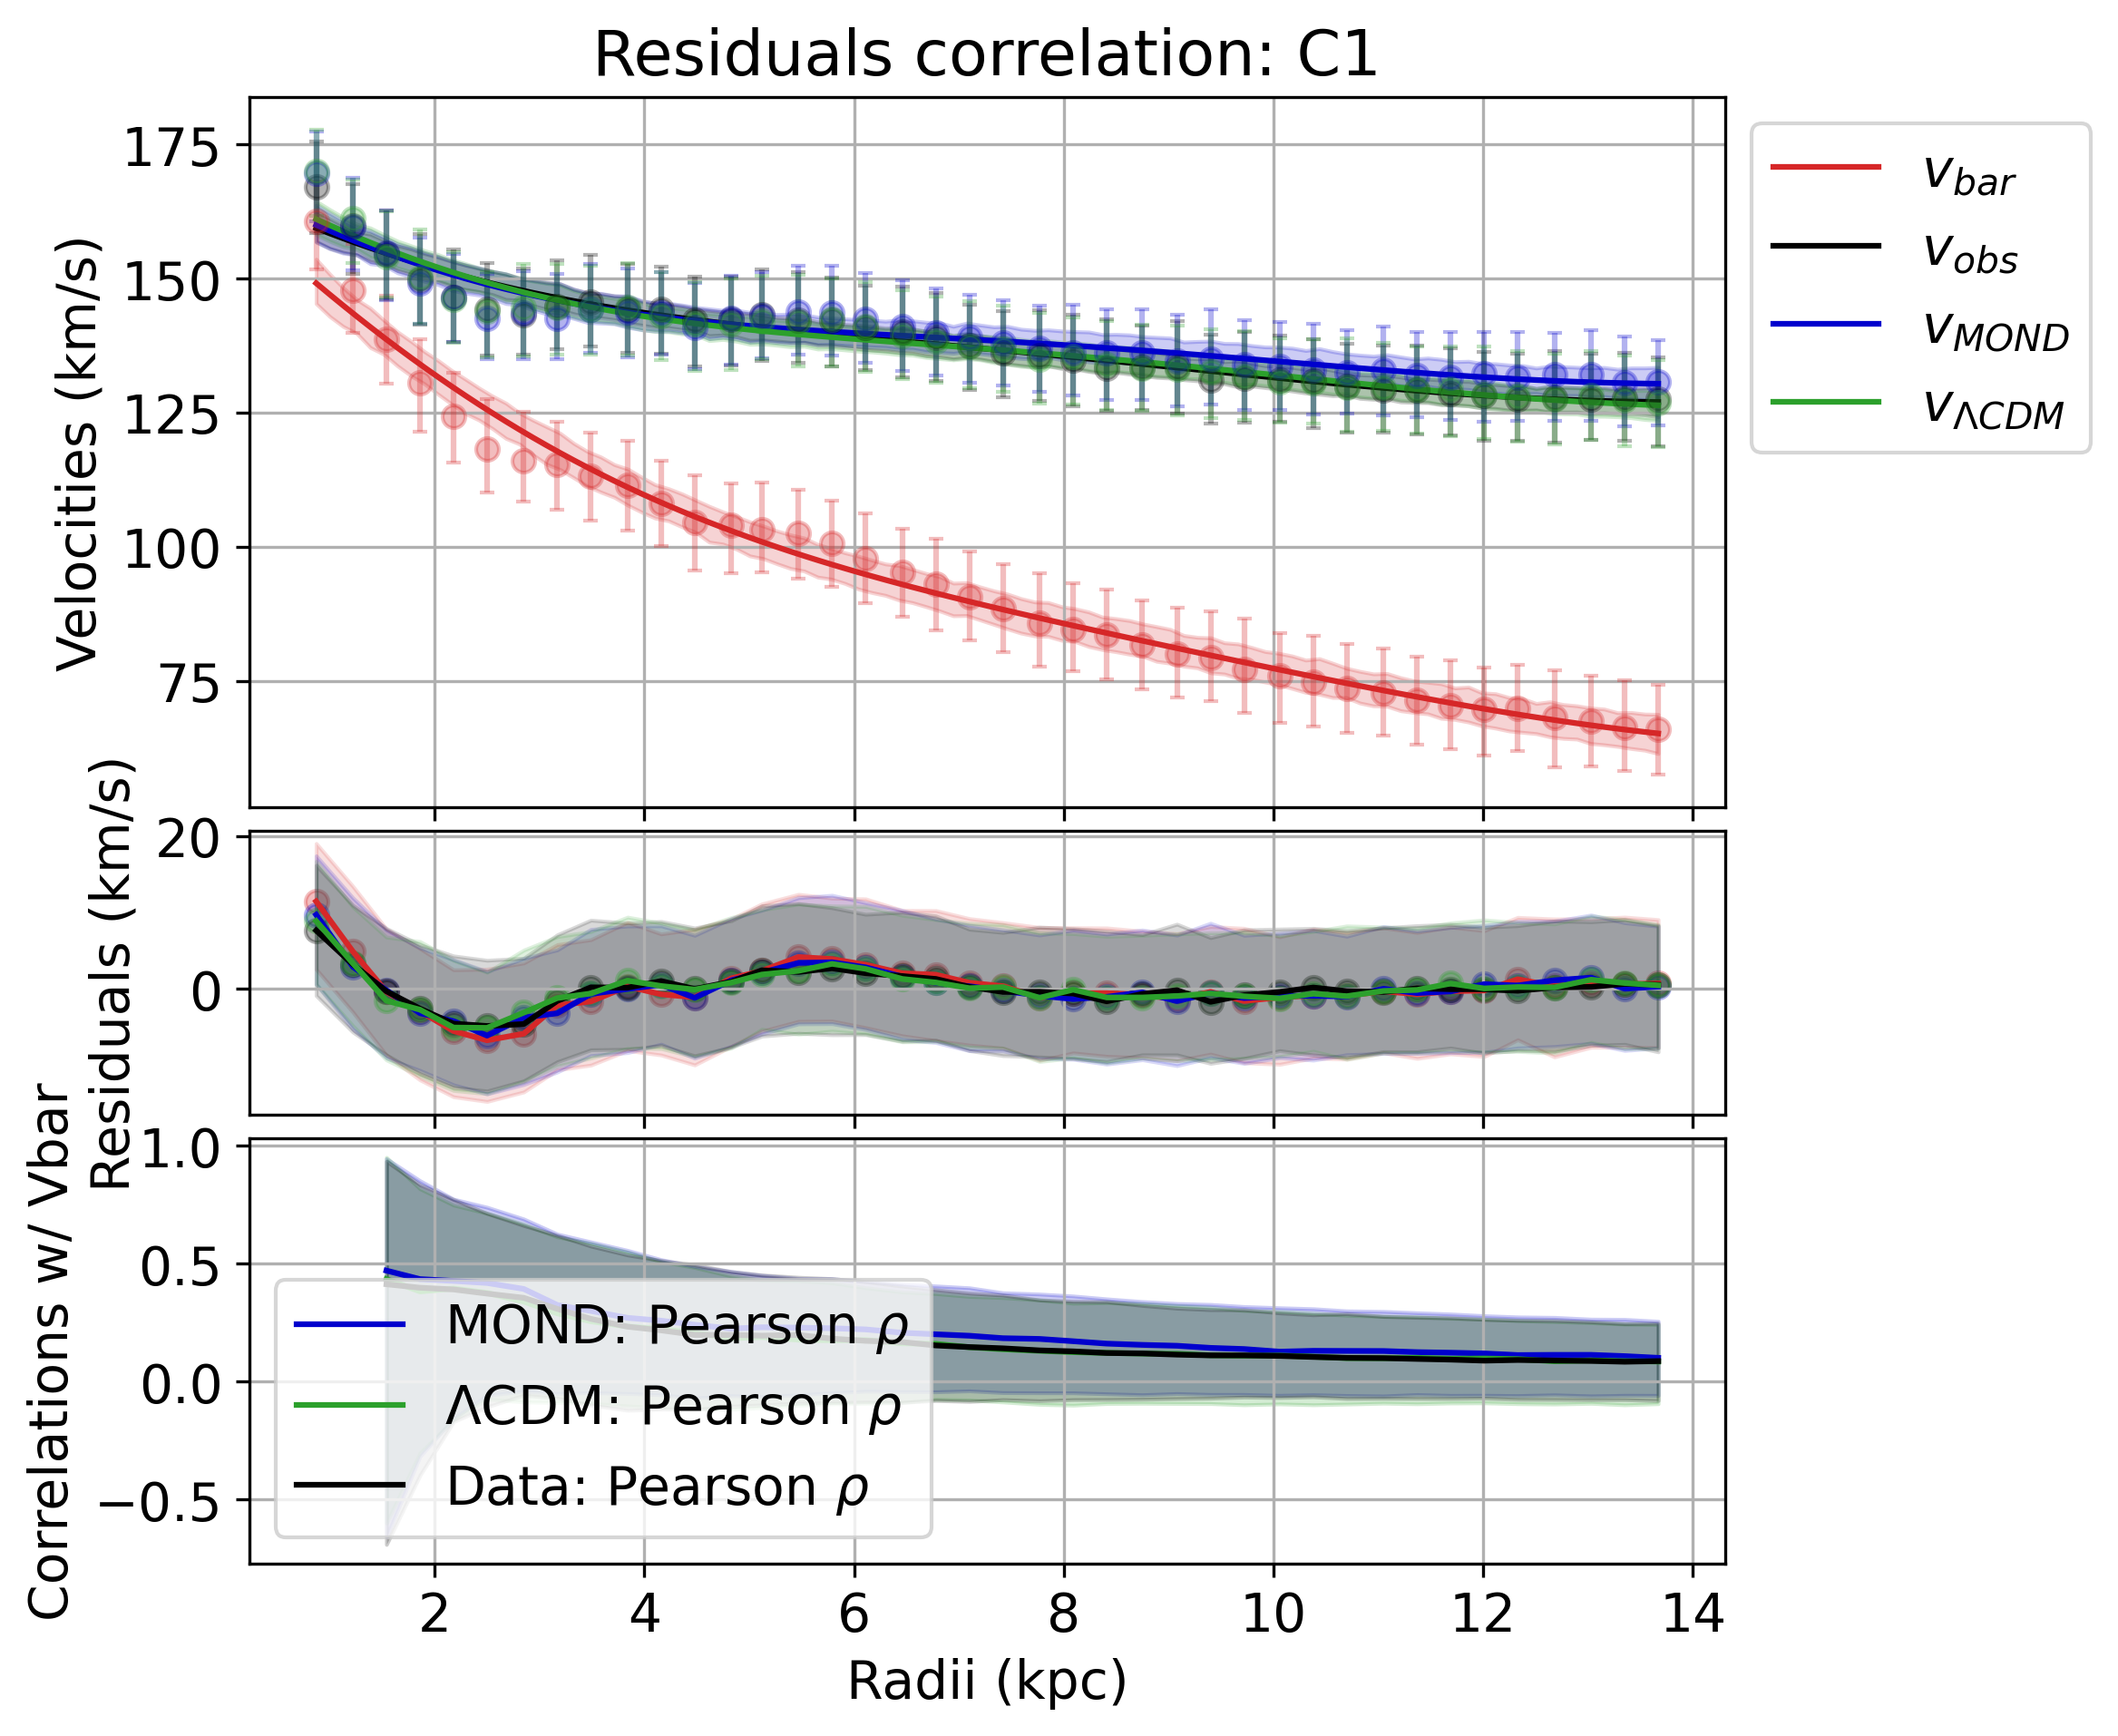 Residuals correlation: C1
Velocities (km/s)
175
150
125
100
75
v_bar
v_obs
v_MOND
v_ΛCDM
Residuals (km/s)
20
0
Correlations w/ Vbar
1.0
0.5
0.0
−0.5
MOND: Pearson ρ
ΛCDM: Pearson ρ
Data: Pearson ρ
2 4 6 8 10 12 14
Radii (kpc)